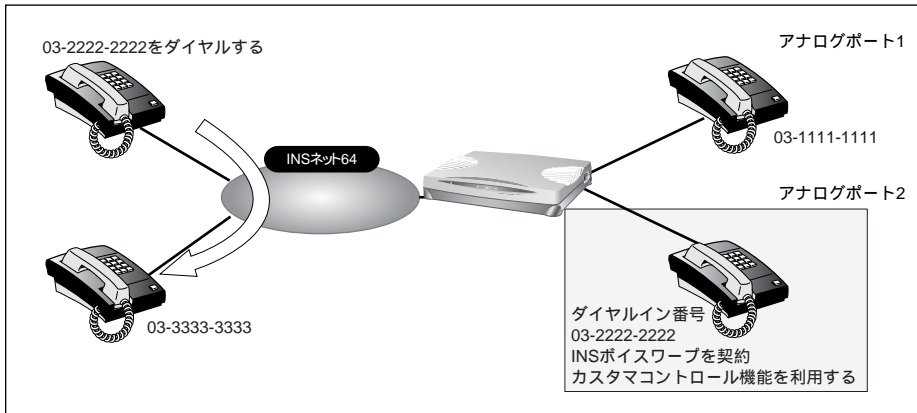 03-2222-2222をダイヤルする
アナログポート1
03-1111-1111
INSネット64
アナログポート2
03-3333-3333
ダイヤルイン番号
03-2222-2222
INSボイスワープを契約
カスタマコントロール機能を利用する